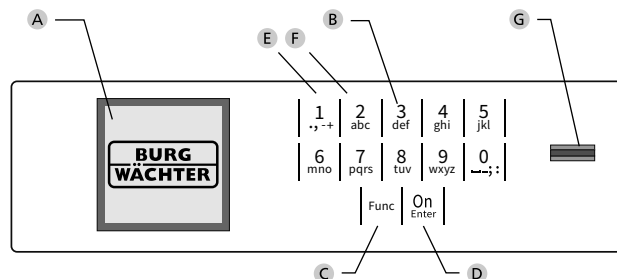 A
E F
B
G
BURG
WÄCHTER
1 2 3 4 5
.,-+ abc def ghi jkl
6 7 8 9 0
mno pqrs tuv wxyz ⎵–;:
Func On
Enter
C
D